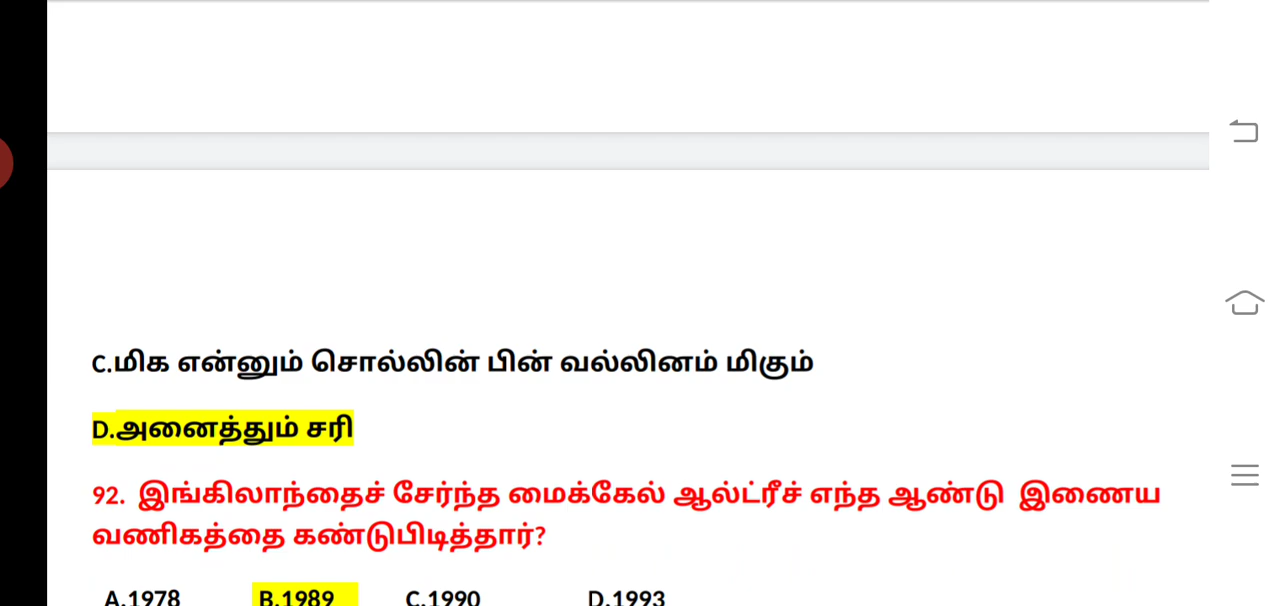 C.மிக என்னும் சொல்லின் பின் வல்லினம் மிகும்
D.அனைத்தும் சரி
92. இங்கிலாந்தைச் சேர்ந்த மைக்கேல் ஆல்ட்ரீச் எந்த ஆண்டு இணைய
வணிகத்தை கண்டுபிடித்தார்?
A.1978 B.1989 C.1990 D.1993